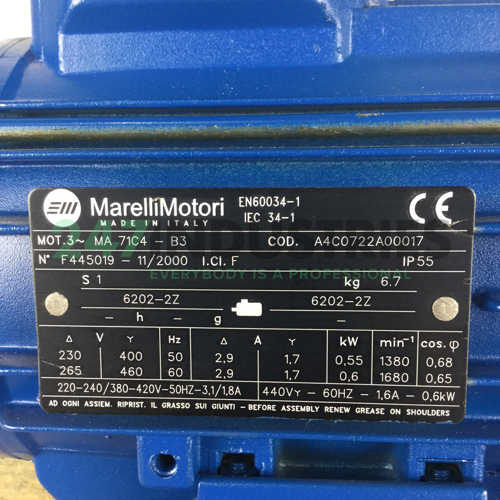 MarelliMotori EN60034-1
MADE IN ITALY IEC 34-1
CE
MOT.3~ MA 71C4 - B3 COD. A4C0722A00017
N° F445019 - 11/2000 I.CI. F IP 55
S 1 kg 6.7
6202-2Z 6202-2Z
- h - g - -
Δ V Y Hz Δ A Y kW min⁻¹ cos. φ
230 400 50 2,9 1,7 0,55 1380 0,68
265 460 60 2,9 1,7 0,6 1680 0,65
220-240/380-420V-50HZ-3,1/1,8A 440VY - 60HZ - 1,6A - 0,6kW
AD OGNI ASSIEM. RIPRIST. IL GRASSO SUI GIUNTI - BEFORE ASSEMBLY RENEW GREASE ON SHOULDERS
EVERYBODY IS A PROFESSIONAL